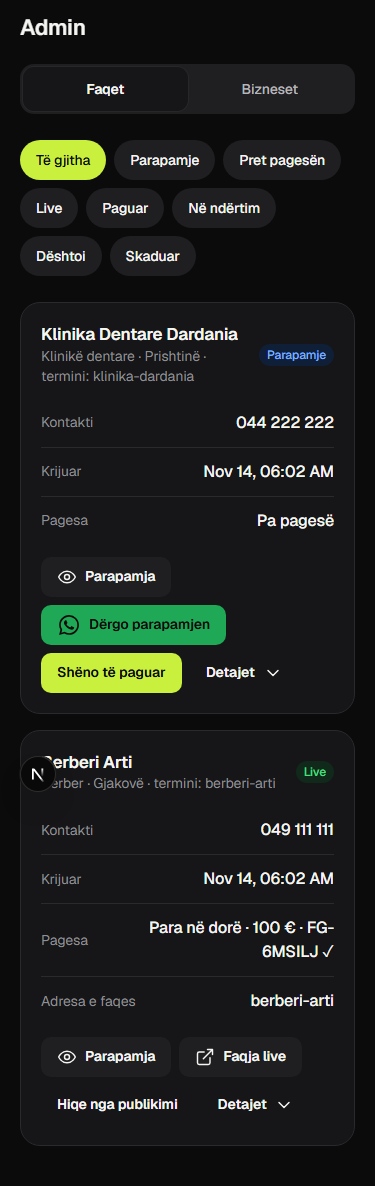 Admin
Faqet
Bizneset
Të gjitha
Parapamje
Pret pagesën
Live
Paguar
Në ndërtim
Dështoi
Skaduar
Klinika Dentare Dardania
Klinikë dentare · Prishtinë ·
termini: klinika-dardania
Parapamje
Kontakti
044 222 222
Krijuar
Nov 14, 06:02 AM
Pagesa
Pa pagesë
Parapamja
Dërgo parapamjen
Shëno të paguar
Detajet
Arti
· Gjakovë · termini: berberi-arti
Live
N
Kontakti
049 111 111
Krijuar
Nov 14, 06:02 AM
Pagesa
Para në dorë · 100 € · FG-
6MSILJ ✓
Adresa e faqes
berberi-arti
Parapamja
Faqja live
Hiqe nga publikimi
Detajet